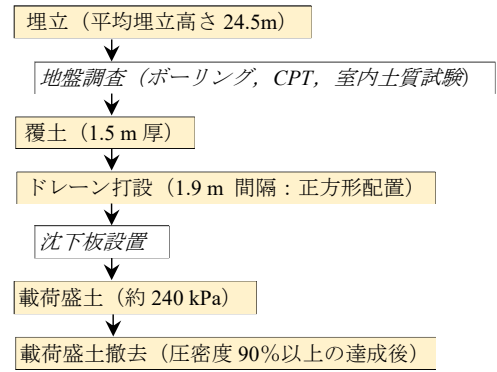 埋立（平均埋立高さ 24.5m）
地盤調査（ボーリング，CPT，室内土質試験）
覆土（1.5 m 厚）
ドレーン打設（1.9 m 間隔：正方形配置）
沈下板設置
載荷盛土（約 240 kPa）
載荷盛土撤去（圧密度 90%以上の達成後）